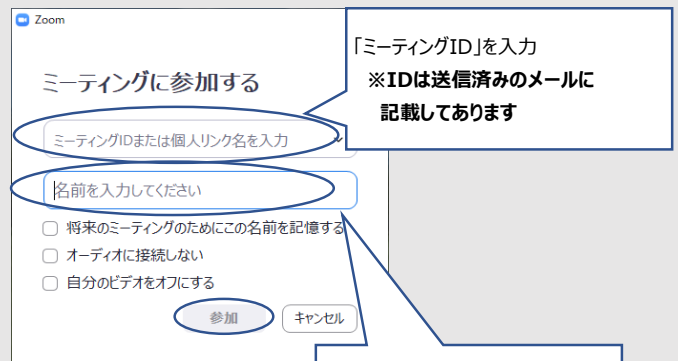 Zoom
「ミーティングID」を入力
※IDは送信済みのメールに
記載してあります
ミーティングに参加する
ミーティングIDまたは個人リンク名を入力
名前を入力してください
将来のミーティングのためにこの名前を記憶する
オーディオに接続しない
自分のビデオをオフにする
参加
キャンセル